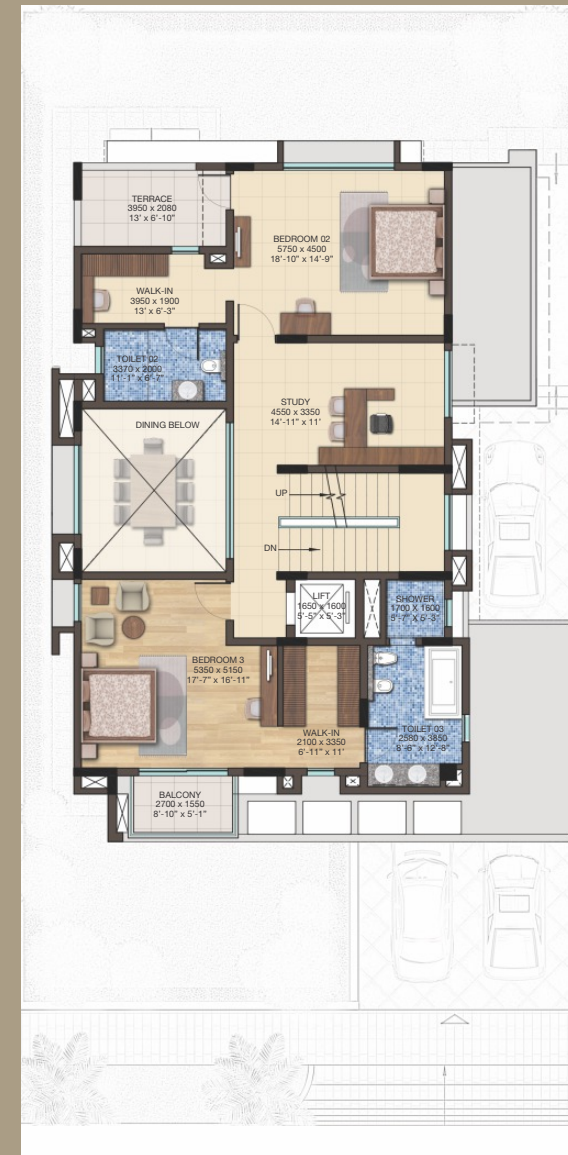 TERRACE
3950 x 2080
13' x 6'-10"
BEDROOM 02
5750 x 4500
18'-10" x 14'-9"
WALK-IN
3950 x 1900
13' x 6'-3"
TOILET 02
3370 x 2000
11'-1" x 6'-7"
STUDY
4550 x 3350
14'-11" x 11'
DINING BELOW
UP
DN
LIFT
1650 x 1600
5'-5" x 5'-3"
SHOWER
1700 X 1600
5'-7" X 5'-3"
BEDROOM 3
5350 x 5150
17'-7" x 16'-11"
WALK-IN
2100 x 3350
6'-11" x 11'
TOILET 03
2580 x 3850
8'-6" x 12'-8"
BALCONY
2700 x 1550
8'-10" x 5'-1"